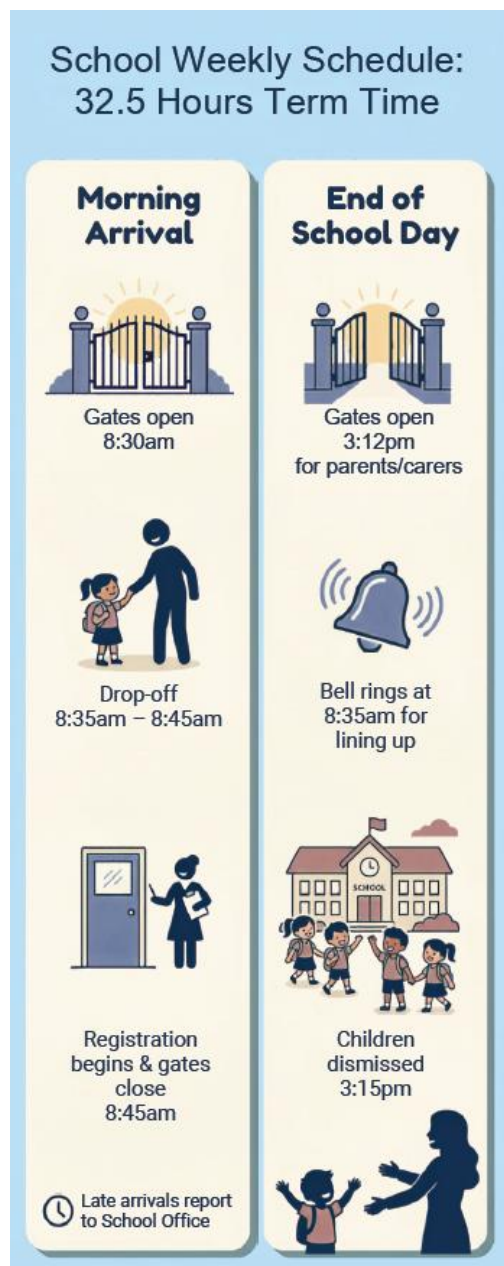 School Weekly Schedule:
32.5 Hours Term Time
Morning
Arrival
Gates open
8:30am
Drop-off
8:35am – 8:45am
Registration
begins & gates
close
8:45am
Late arrivals report
to School Office
End of
School Day
Gates open
3:12pm
for parents/carers
Bell rings at
8:35am for
lining up
SCHOOL
Children
dismissed
3:15pm